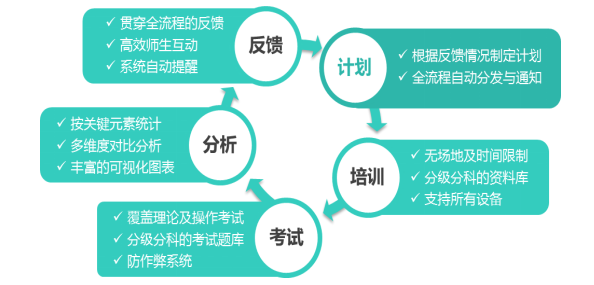 反馈
贯穿全流程的反馈
高效师生互动
系统自动提醒
计划
根据反馈情况制定计划
全流程自动分发与通知
培训
无场地及时间限制
分级分科的资料库
支持所有设备
考试
覆盖理论及操作考试
分级分科的考试题库
防作弊系统
分析
按关键元素统计
多维度对比分析
丰富的可视化图表